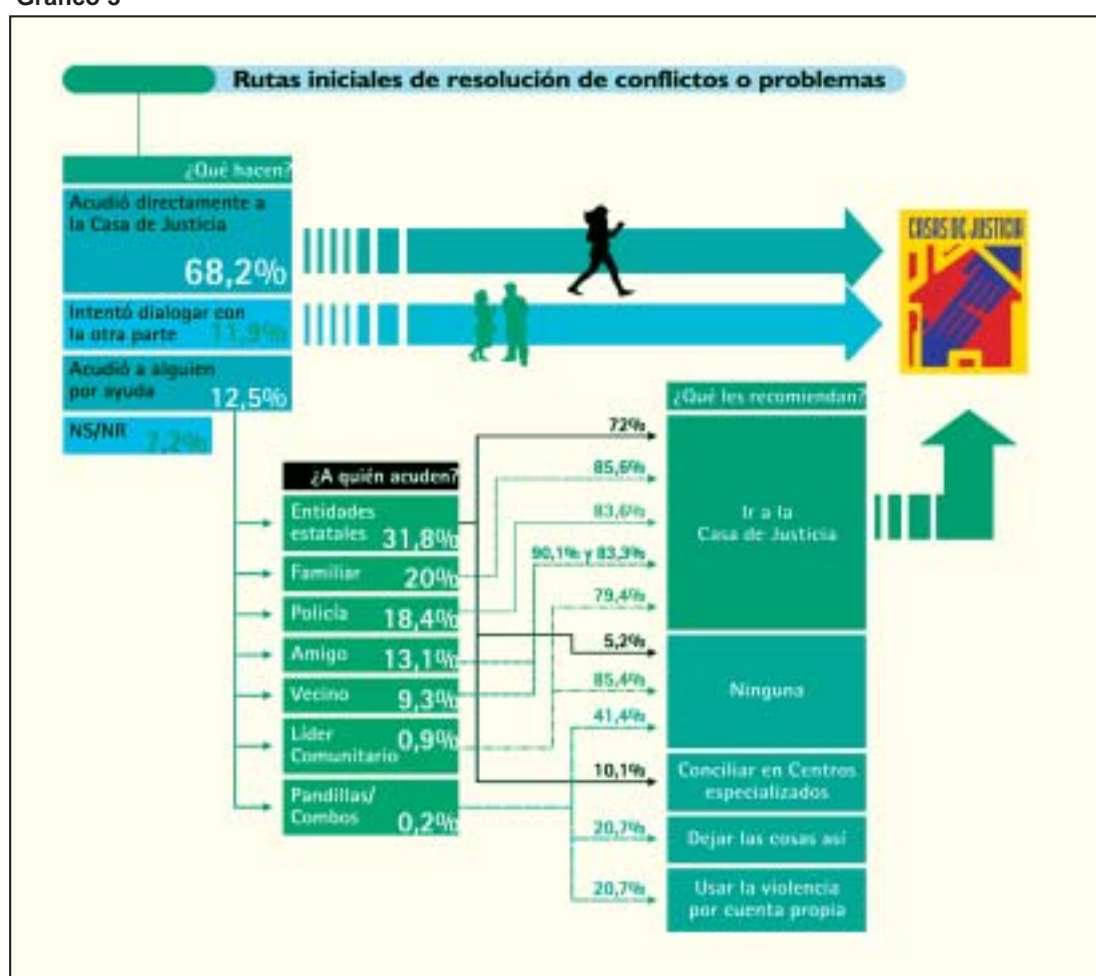 Gráfico 3
Rutas iniciales de resolución de conflictos o problemas
¿Qué hacen?
Acudió directamente a
la Casa de Justicia
68,2%
Intentó dialogar con
la otra parte 11,9%
Acudió a alguien
por ayuda 12,5%
NS/NR 7,2%
CASAS DE JUSTICIA
¿A quién acuden?
Entidades
estatales 31,8%
Familiar 20%
Policía 18,4%
Amigo 13,1%
Vecino 9,3%
Líder
Comunitario 0,9%
Pandillas/
Combos 0,2%
72%
85,6%
83,6%
90,1% y 83,3%
79,4%
5,2%
85,4%
41,4%
10,1%
20,7%
20,7%
¿Qué les recomiendan?
Ir a la
Casa de Justicia
Ninguna
Conciliar en Centros
especializados
Dejar las cosas así
Usar la violencia
por cuenta propia